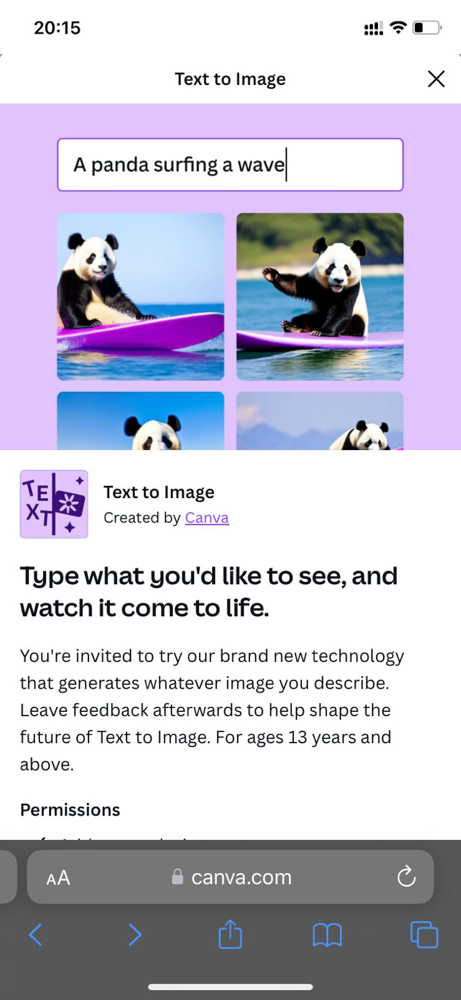 20:15
Text to Image
A panda surfing a wave
TE
XT
Text to Image
Created by Canva
Type what you'd like to see, and
watch it come to life.
You're invited to try our brand new technology
that generates whatever image you describe.
Leave feedback afterwards to help shape the
future of Text to Image. For ages 13 years and
above.
Permissions
AA
canva.com